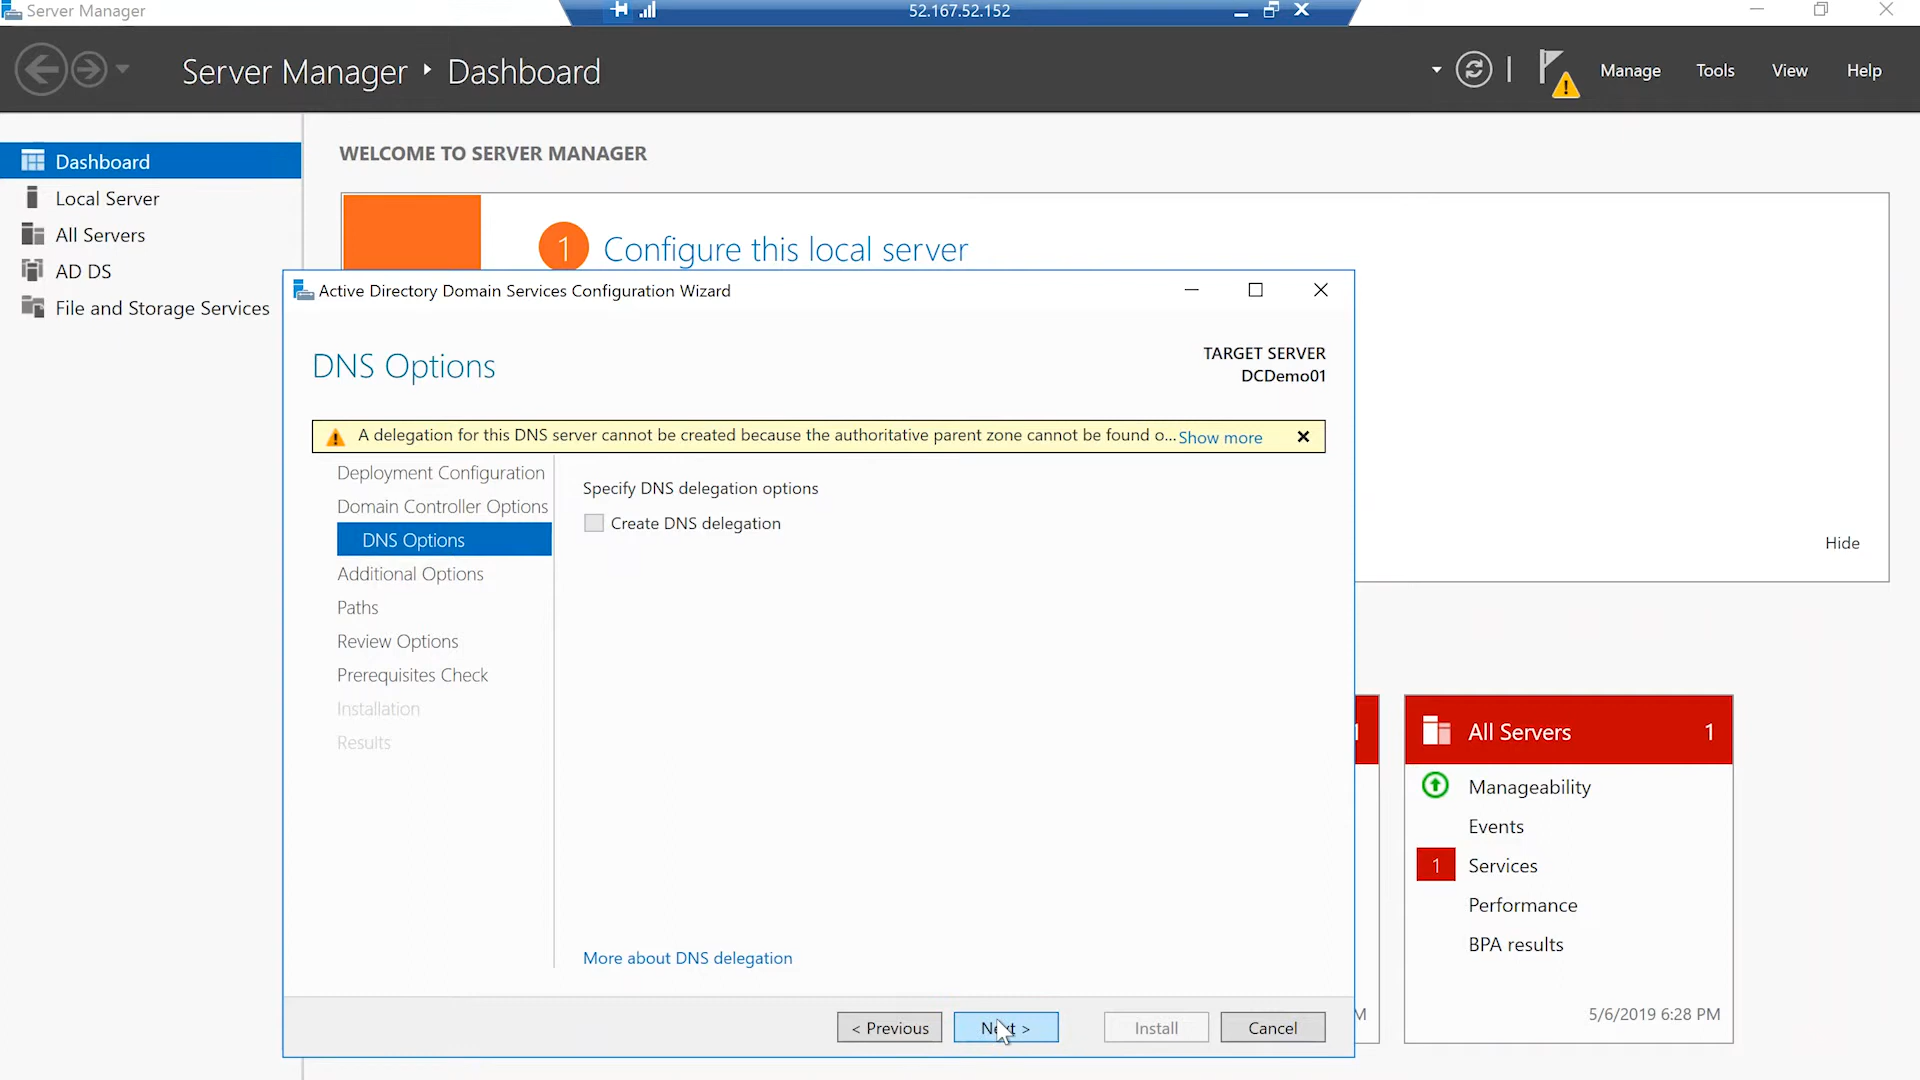 Server Manager
52.167.52.152
Server Manager ‣ Dashboard
Manage
Tools
View
Help
Dashboard
Local Server
All Servers
AD DS
File and Storage Services
WELCOME TO SERVER MANAGER
1
Configure this local server
Hide
Active Directory Domain Services Configuration Wizard
DNS Options
TARGET SERVER
DCDemo01
A delegation for this DNS server cannot be created because the authoritative parent zone cannot be found o... Show more
Deployment Configuration
Domain Controller Options
DNS Options
Additional Options
Paths
Review Options
Prerequisites Check
Installation
Results
Specify DNS delegation options
Create DNS delegation
More about DNS delegation
< Previous
Next >
Install
Cancel
All Servers 1
Manageability
Events
1 Services
Performance
BPA results
5/6/2019 6:28 PM